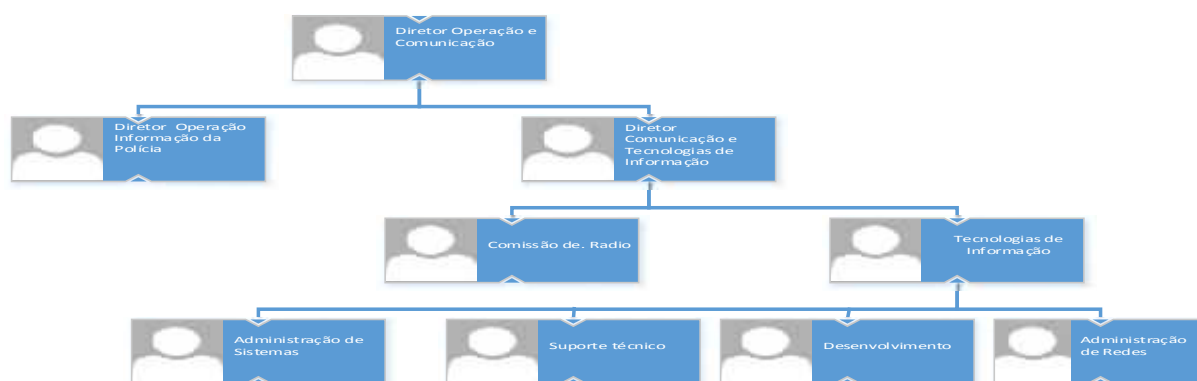 Diretor Operação e
Comunicação
Diretor Operação
Informação da
Polícia
Diretor
Comunicação e
Tecnologias de
Informação
Comissão de. Radio
Tecnologias de
Informação
Administração de
Sistemas
Suporte técnico
Desenvolvimento
Administração
de Redes